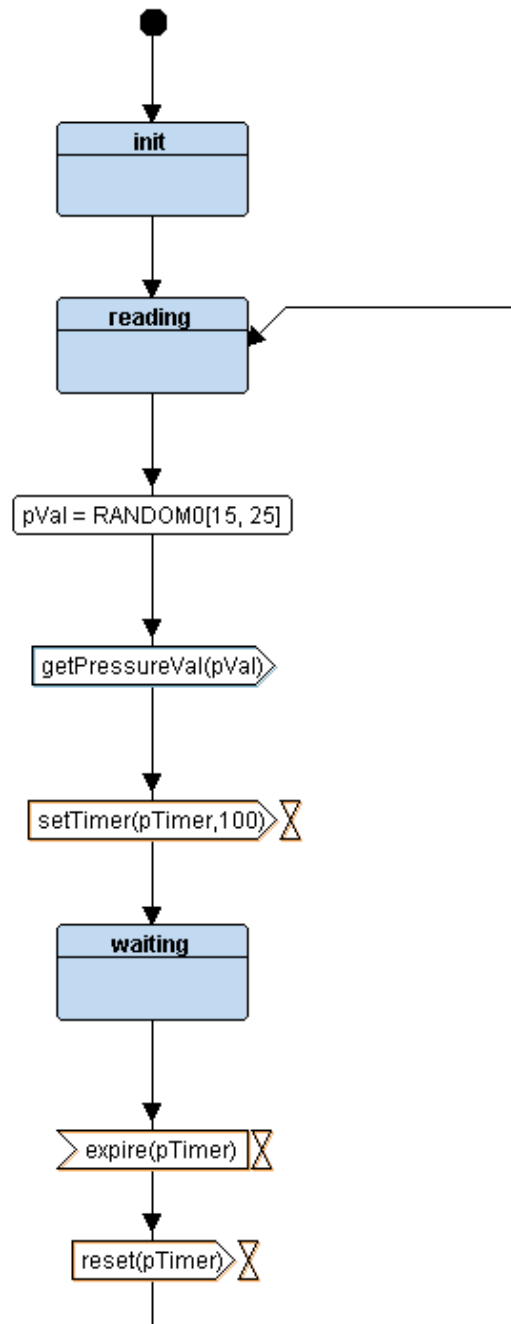 init
reading
pVal = RANDOM0[15, 25]
getPressureVal(pVal)
setTimer(pTimer,100)
waiting
expire(pTimer)
reset(pTimer)